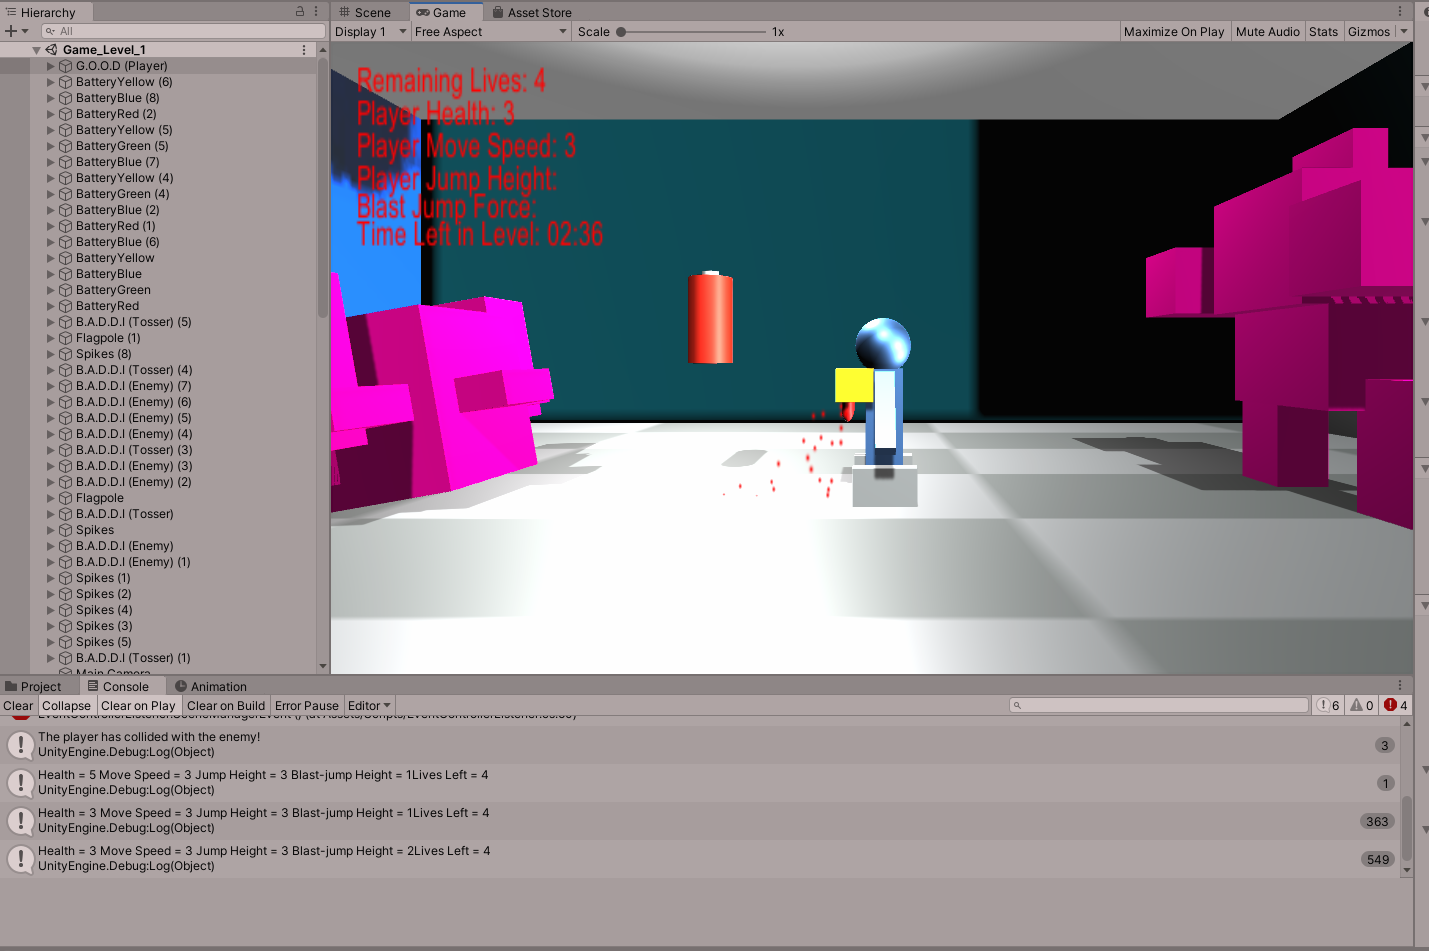 Hierarchy
All
Game_Level_1
G.O.O.D (Player)
BatteryYellow (6)
BatteryBlue (8)
BatteryRed (2)
BatteryYellow (5)
BatteryGreen (5)
BatteryBlue (7)
BatteryYellow (4)
BatteryGreen (4)
BatteryBlue (2)
BatteryRed (1)
BatteryBlue (6)
BatteryYellow
BatteryBlue
BatteryGreen
BatteryRed
B.A.D.D.I (Tosser) (5)
Flagpole (1)
Spikes (8)
B.A.D.D.I (Tosser) (4)
B.A.D.D.I (Enemy) (7)
B.A.D.D.I (Enemy) (6)
B.A.D.D.I (Enemy) (5)
B.A.D.D.I (Enemy) (4)
B.A.D.D.I (Tosser) (3)
B.A.D.D.I (Enemy) (3)
B.A.D.D.I (Enemy) (2)
Flagpole
B.A.D.D.I (Tosser)
Spikes
B.A.D.D.I (Enemy)
B.A.D.D.I (Enemy) (1)
Spikes (1)
Spikes (2)
Spikes (4)
Spikes (3)
Spikes (5)
B.A.D.D.I (Tosser) (1)
Main Camera
Scene Game Asset Store
Display 1 Free Aspect Scale 1x Maximize On Play Mute Audio Stats Gizmos
Remaining Lives: 4
Player Health: 3
Player Move Speed: 3
Player Jump Height:
Blast Jump Force:
Time Left in Level: 02:36
Project Console Animation
Clear Collapse Clear on Play Clear on Build Error Pause Editor 6 0 4
The player has collided with the enemy!
UnityEngine.Debug:Log(Object)
3
Health = 5 Move Speed = 3 Jump Height = 3 Blast-jump Height = 1Lives Left = 4
UnityEngine.Debug:Log(Object)
1
Health = 3 Move Speed = 3 Jump Height = 3 Blast-jump Height = 1Lives Left = 4
UnityEngine.Debug:Log(Object)
363
Health = 3 Move Speed = 3 Jump Height = 3 Blast-jump Height = 2Lives Left = 4
UnityEngine.Debug:Log(Object)
549